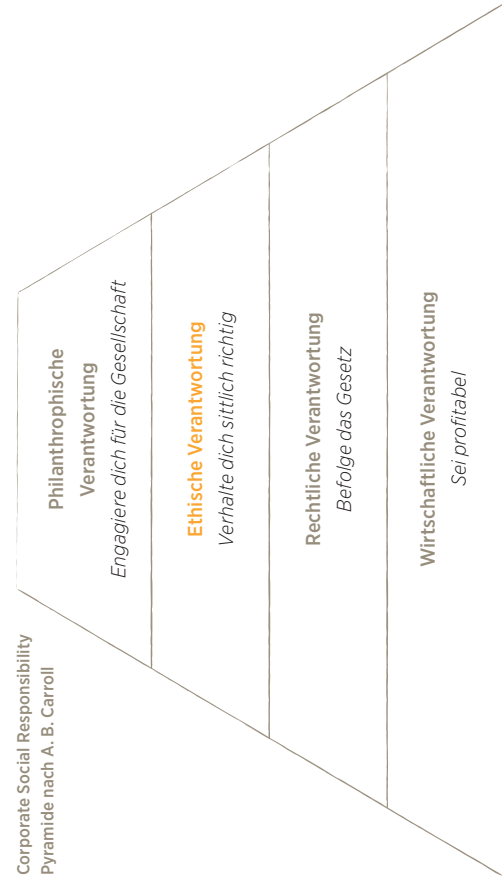 Corporate Social Responsibility
Pyramide nach A. B. Carroll
Philanthrophische
Verantwortung
Engagiere dich für die Gesellschaft
Ethische Verantwortung
Verhalte dich sittlich richtig
Rechtliche Verantwortung
Befolge das Gesetz
Wirtschaftliche Verantwortung
Sei profitabel